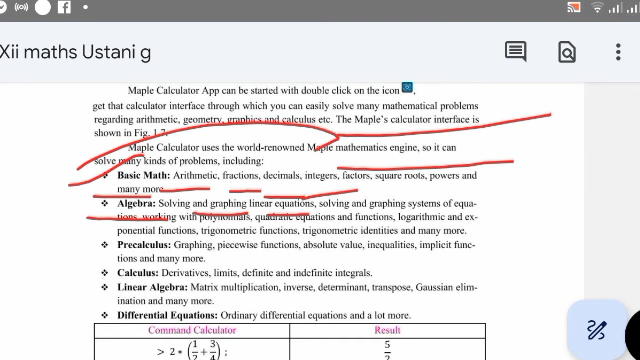 Xii maths Ustani g
Maple Calculator App can be started with double click on the icon ,
get that calculator interface through which you can easily solve many mathematical problems
regarding arithmetic, geometry, graphics and calculus etc. The Maple's calculator interface is
shown in Fig. 1.7.
Maple Calculator uses the world-renowned Maple mathematics engine, so it can
solve many kinds of problems, including:
❖ Basic Math: Arithmetic, fractions, decimals, integers, factors, square roots, powers and
many more.
❖ Algebra: Solving and graphing linear equations, solving and graphing systems of equa-
tions, working with polynomials, quadratic equations and functions, logarithmic and ex-
ponential functions, trigonometric functions, trigonometric identities and many more.
❖ Precalculus: Graphing, piecewise functions, absolute value, inequalities, implicit func-
tions and many more.
❖ Calculus: Derivatives, limits, definite and indefinite integrals.
❖ Linear Algebra: Matrix multiplication, inverse, determinant, transpose, Gaussian elim-
ination and many more.
❖ Differential Equations: Ordinary differential equations and a lot more.
Command Calculator Result
> 2 * (1/2 + 3/4) ; 5/2